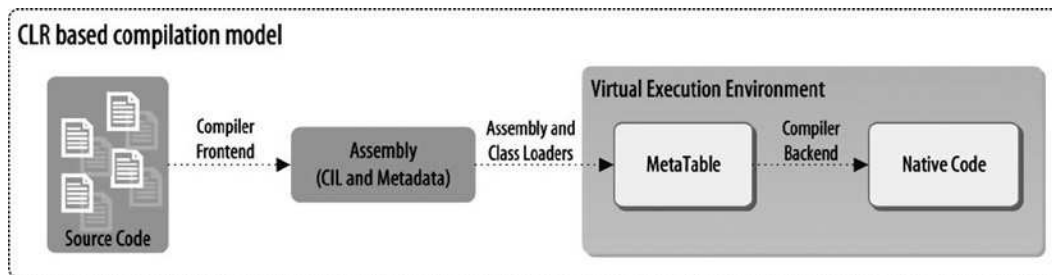 CLR based compilation model
Source Code
Compiler
Frontend
Assembly
(CIL and Metadata)
Assembly and
Class Loaders
Virtual Execution Environment
MetaTable
Compiler
Backend
Native Code